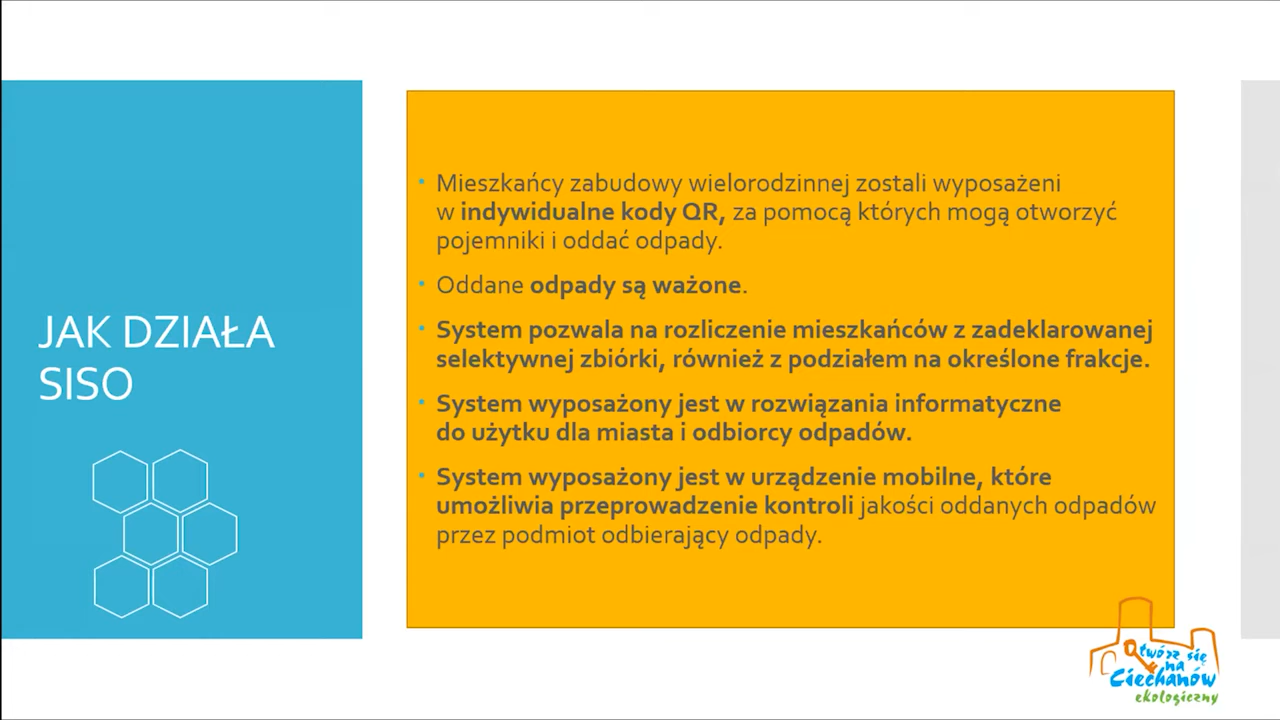 JAK DZIAŁA
SISO
• Mieszkańcy zabudowy wielorodzinnej zostali wyposażeni
w indywidualne kody QR, za pomocą których mogą otworzyć
pojemniki i oddać odpady.
• Oddane odpady są ważone.
• System pozwala na rozliczenie mieszkańców z zadeklarowanej
selektywnej zbiórki, również z podziałem na określone frakcje.
• System wyposażony jest w rozwiązania informatyczne
do użytku dla miasta i odbiorcy odpadów.
• System wyposażony jest w urządzenie mobilne, które
umożliwia przeprowadzenie kontroli jakości oddanych odpadów
przez podmiot odbierający odpady.
Otwórz się
na
Ciechanów
ekologiczny